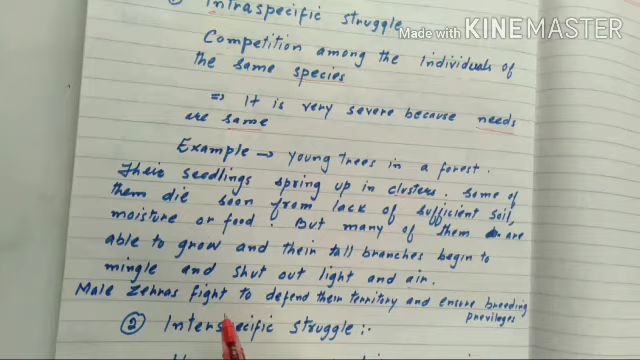 Made with KINEMASTER
Intraspecific struggle
Competition among the individuals of
the same species
⇒ It is very severe because needs
are same
Example → young trees in a forest.
Their seedlings spring up in clusters. Some of
them die soon from lack of sufficient soil,
moisture or food. But many of them are
able to grow and their tall branches begin to
mingle and shut out light and air.
Male Zebras fight to defend their territory and ensure breeding
previleges
② Interspecific struggle :-